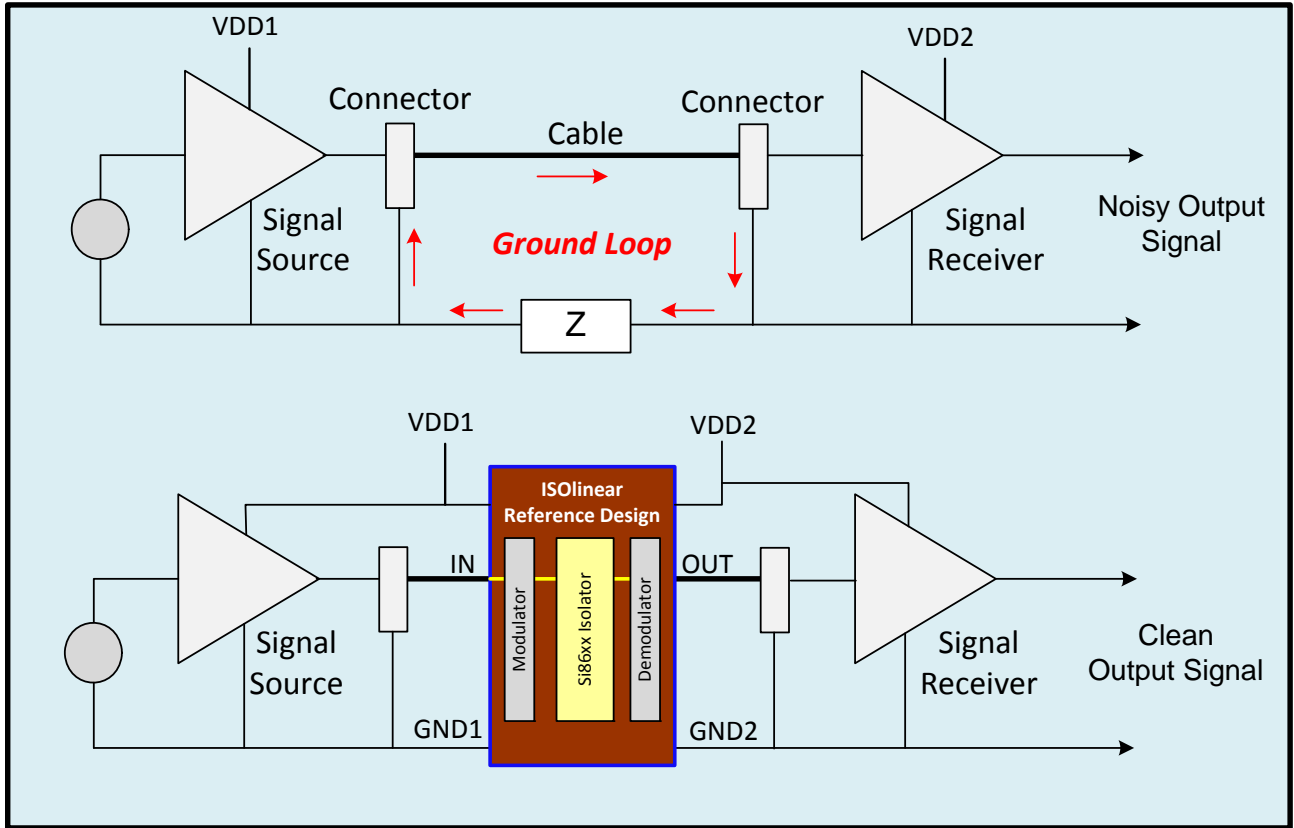 VDD1
VDD2
Connector
Connector
Cable
Signal
Source
Ground Loop
Signal
Receiver
Noisy Output
Signal
Z
VDD1
VDD2
ISOlinear
Reference Design
IN
OUT
Modulator
Si86xx Isolator
Demodulator
Signal
Source
Signal
Receiver
Clean
Output Signal
GND1
GND2